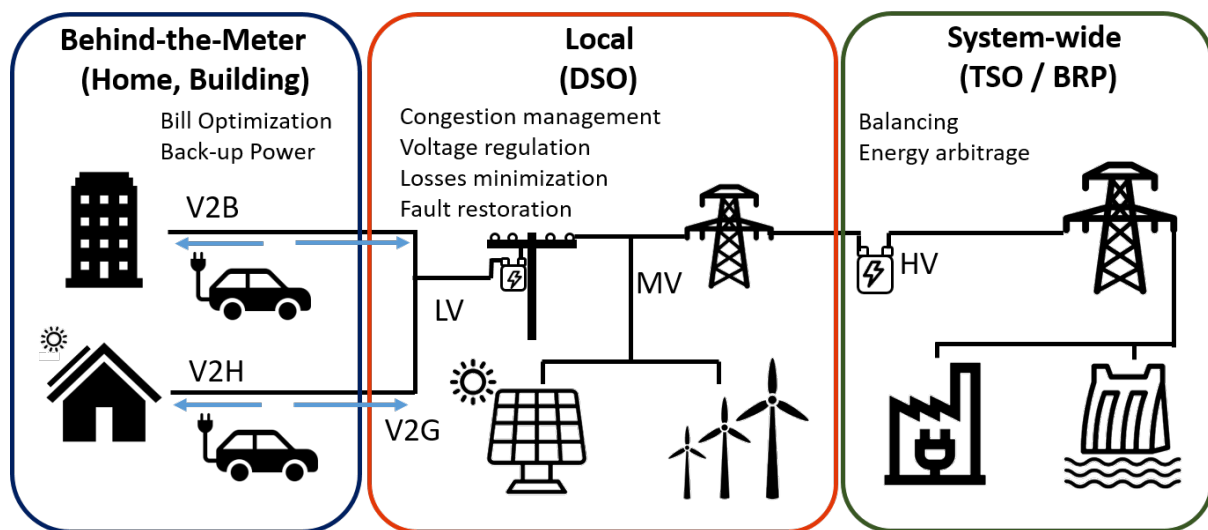 Behind-the-Meter
(Home, Building)
Bill Optimization
Back-up Power
V2B
V2H
Local
(DSO)
Congestion management
Voltage regulation
Losses minimization
Fault restoration
LV
MV
V2G
System-wide
(TSO / BRP)
Balancing
Energy arbitrage
HV